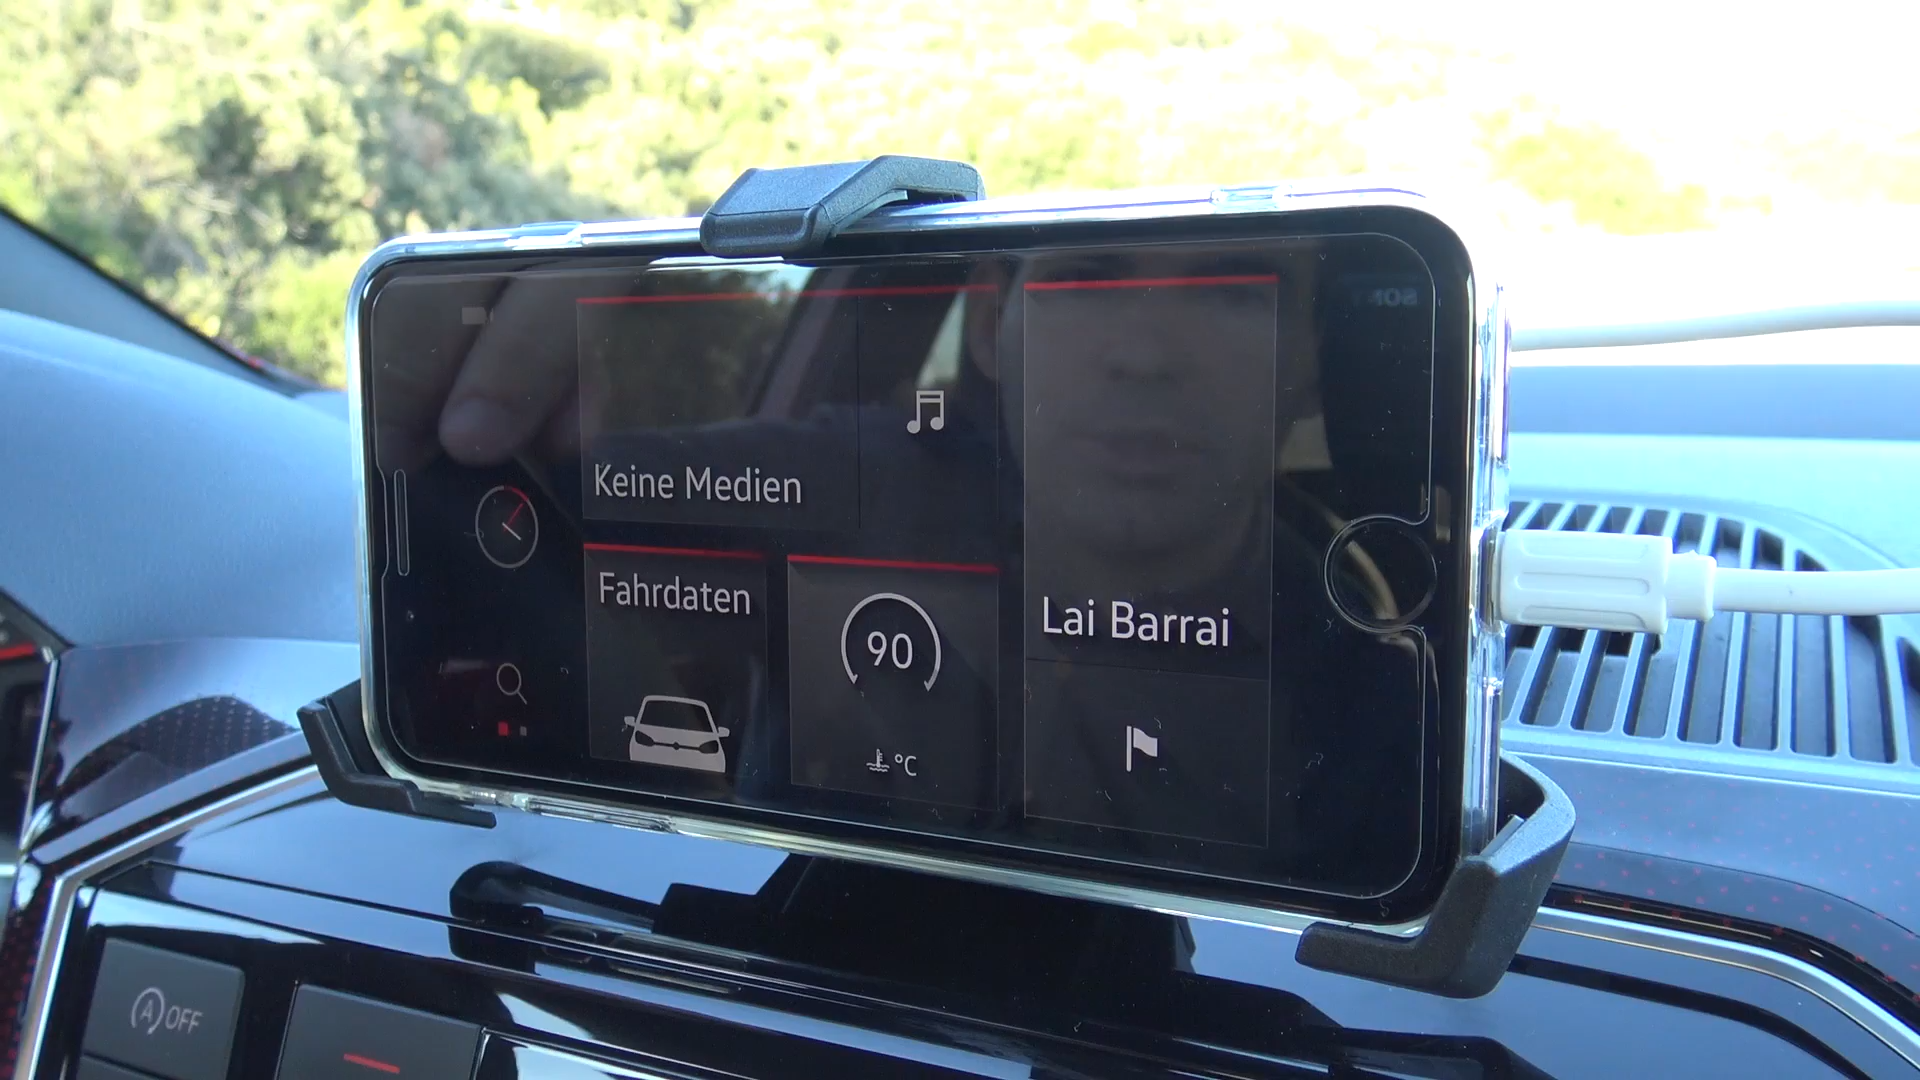 Keine Medien
Fahrdaten
90
°C
Lai Barrai
A OFF